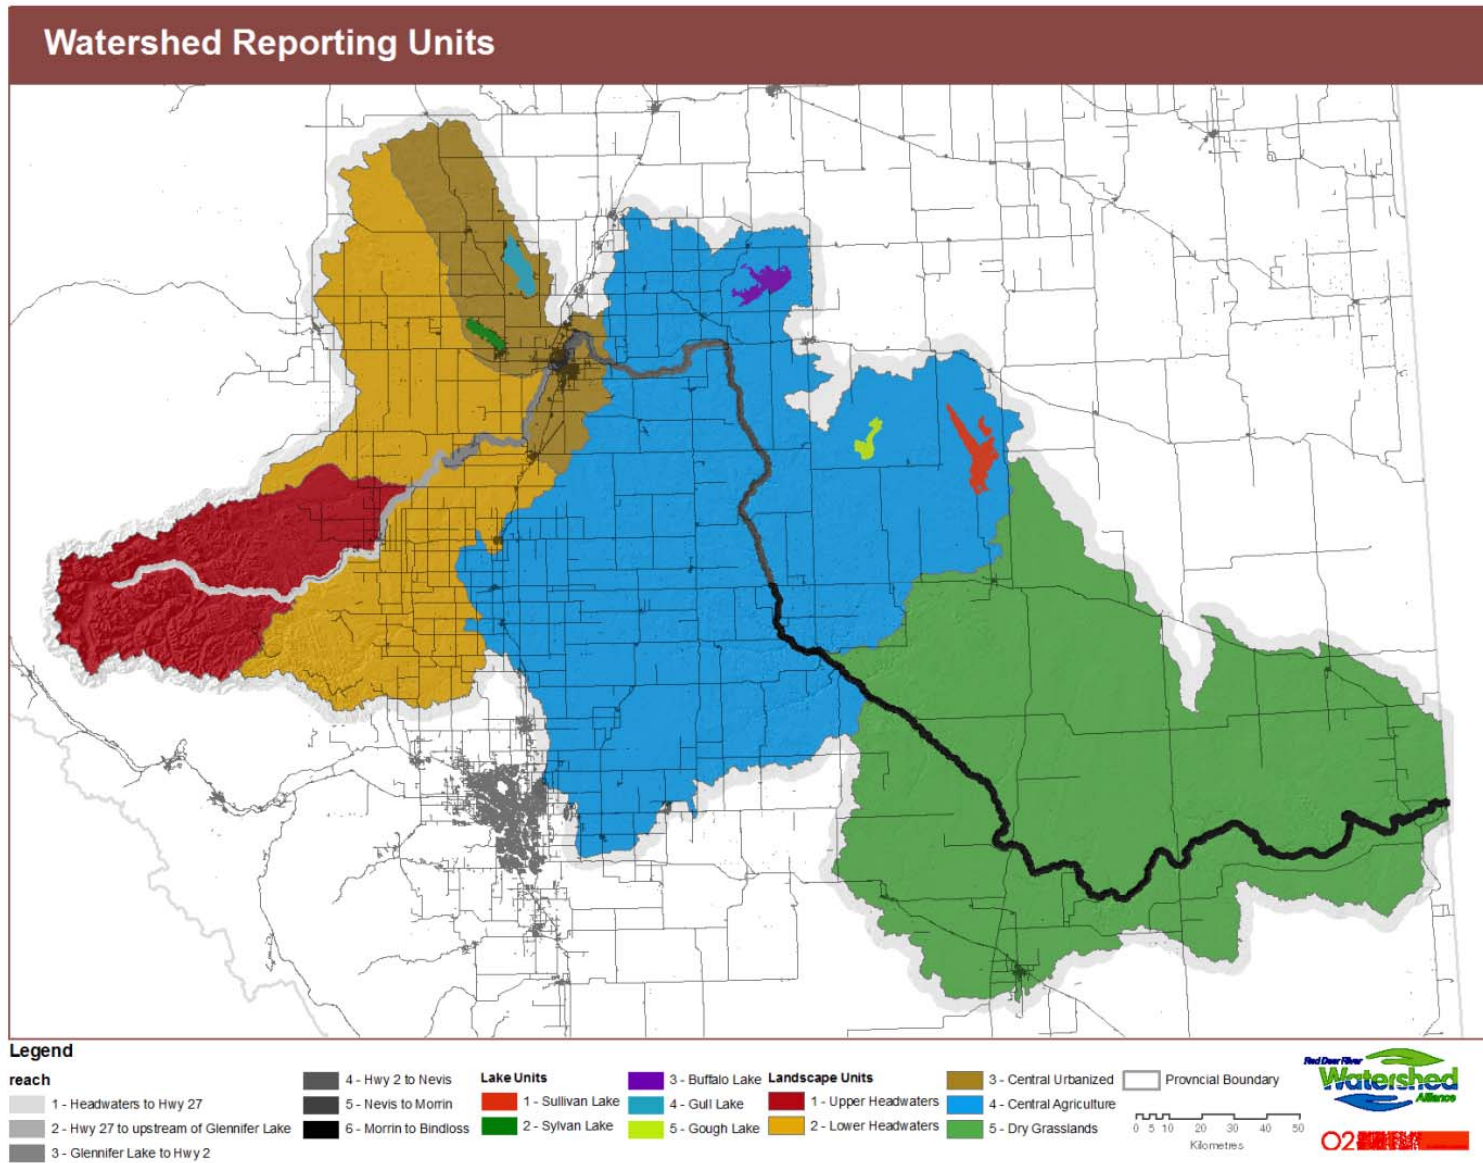 Watershed Reporting Units
Legend
reach
1 - Headwaters to Hwy 27
2 - Hwy 27 to upstream of Glennifer Lake
3 - Glennifer Lake to Hwy 2
4 - Hwy 2 to Nevis
5 - Nevis to Morrin
6 - Morrin to Bindloss
Lake Units
1 - Sullivan Lake
2 - Sylvan Lake
3 - Buffalo Lake
4 - Gull Lake
5 - Gough Lake
Landscape Units
1 - Upper Headwaters
2 - Lower Headwaters
3 - Central Urbanized
4 - Central Agriculture
5 - Dry Grasslands
Provncial Boundary
0 5 10 20 30 40 50
Kilometres
Red Deer River
Watershed
Alliance
O2